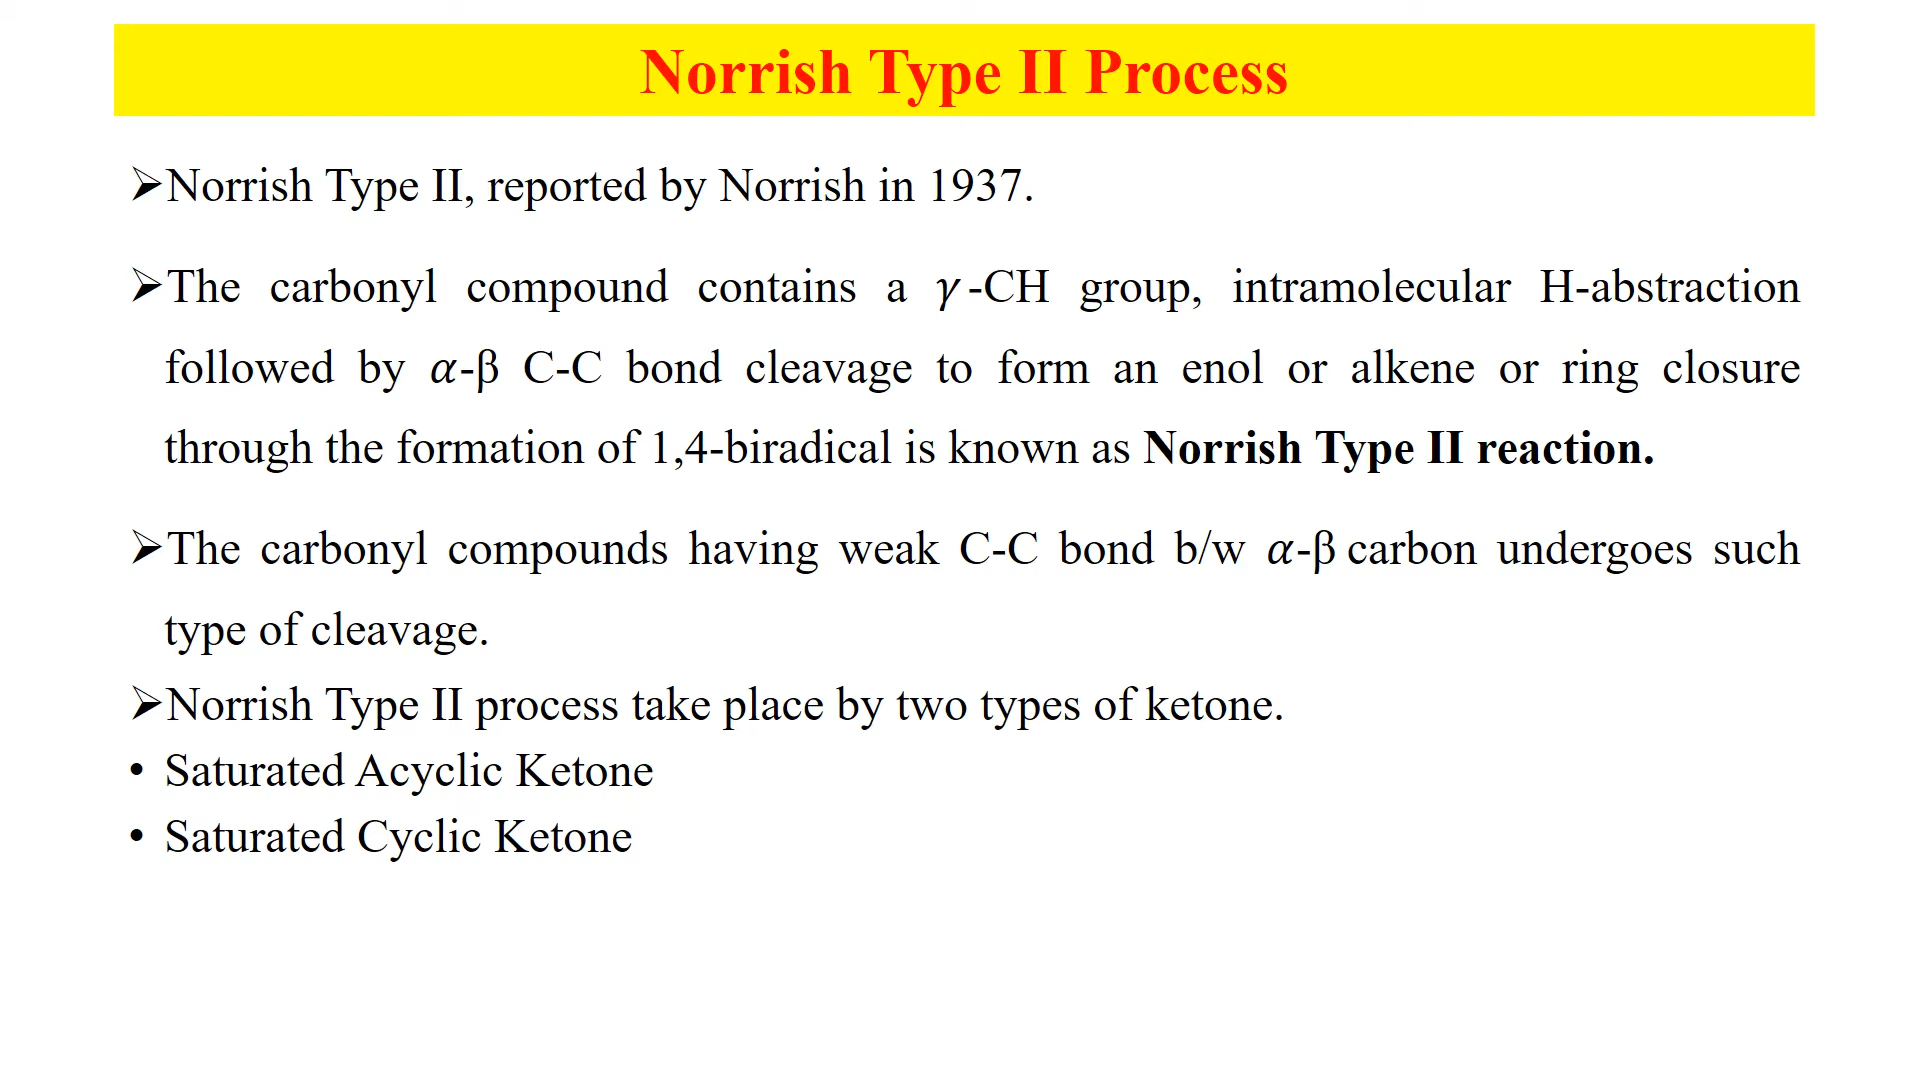 Norrish Type II Process
➢Norrish Type II, reported by Norrish in 1937.
➢The carbonyl compound contains a γ-CH group, intramolecular H-abstraction
followed by α-β C-C bond cleavage to form an enol or alkene or ring closure
through the formation of 1,4-biradical is known as Norrish Type II reaction.
➢The carbonyl compounds having weak C-C bond b/w α-β carbon undergoes such
type of cleavage.
➢Norrish Type II process take place by two types of ketone.
• Saturated Acyclic Ketone
• Saturated Cyclic Ketone